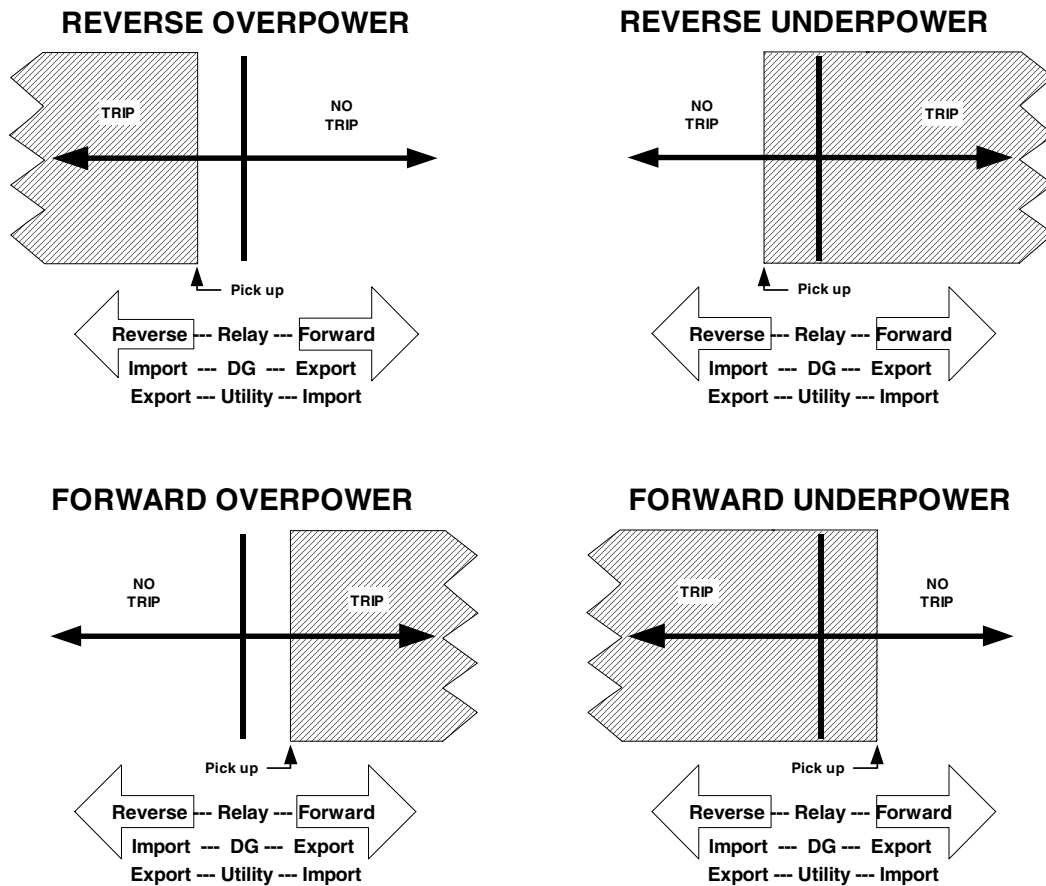 REVERSE OVERPOWER
TRIP
NO
TRIP
Pick up
Reverse --- Relay --- Forward
Import --- DG --- Export
Export --- Utility --- Import
REVERSE UNDERPOWER
NO
TRIP
TRIP
Pick up
Reverse --- Relay --- Forward
Import --- DG --- Export
Export --- Utility --- Import
FORWARD OVERPOWER
NO
TRIP
TRIP
Pick up
Reverse --- Relay --- Forward
Import --- DG --- Export
Export --- Utility --- Import
FORWARD UNDERPOWER
TRIP
NO
TRIP
Pick up
Reverse --- Relay --- Forward
Import --- DG --- Export
Export --- Utility --- Import